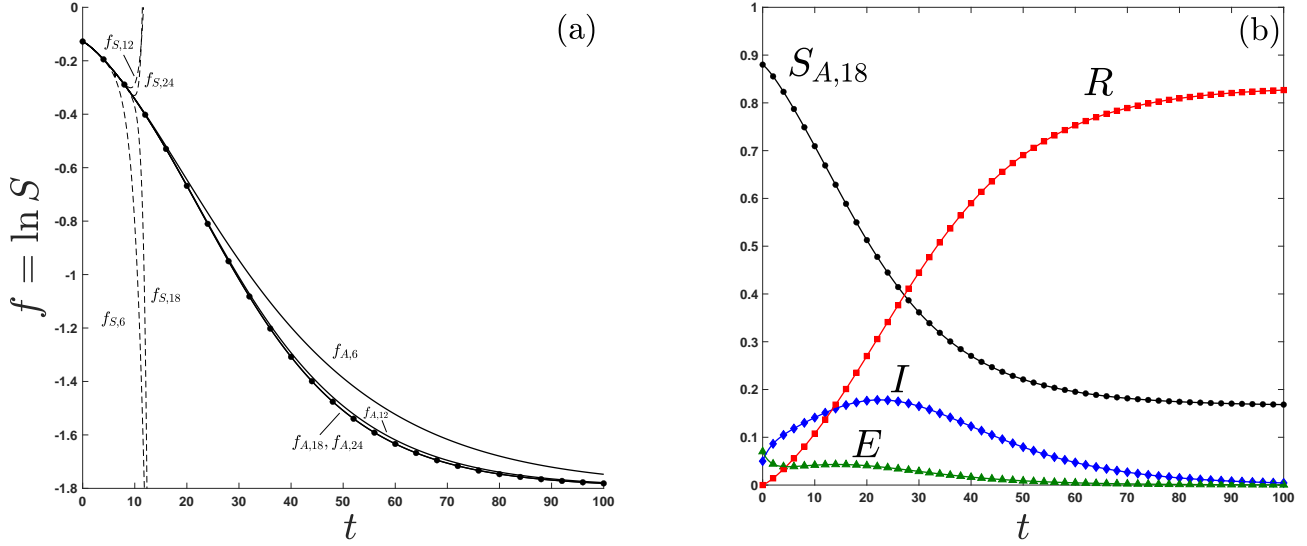 (a)
f = ln S
0
-0.2
-0.4
-0.6
-0.8
-1
-1.2
-1.4
-1.6
-1.8
f_{S,12}
f_{S,24}
f_{S,18}
f_{S,6}
f_{A,6}
f_{A,12}
f_{A,18}, f_{A,24}
0 10 20 30 40 50 60 70 80 90 100
t
(b)
1
0.9
0.8
0.7
0.6
0.5
0.4
0.3
0.2
0.1
0
S_{A,18}
R
I
E
0 10 20 30 40 50 60 70 80 90 100
t